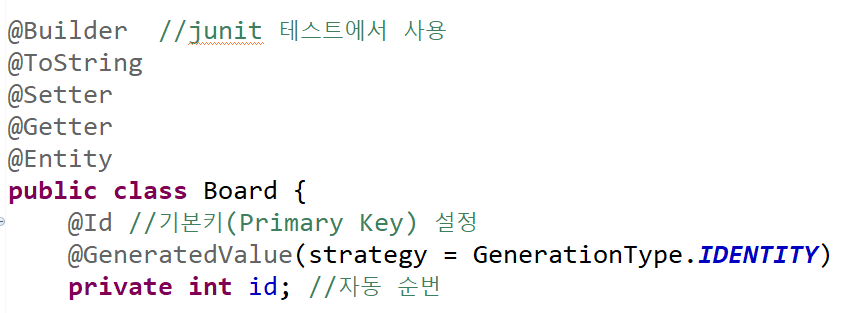 @Builder  //junit 테스트에서 사용
@ToString
@Setter
@Getter
@Entity
public class Board {
    @Id //기본키(Primary Key) 설정
    @GeneratedValue(strategy = GenerationType.IDENTITY)
    private int id; //자동 순번